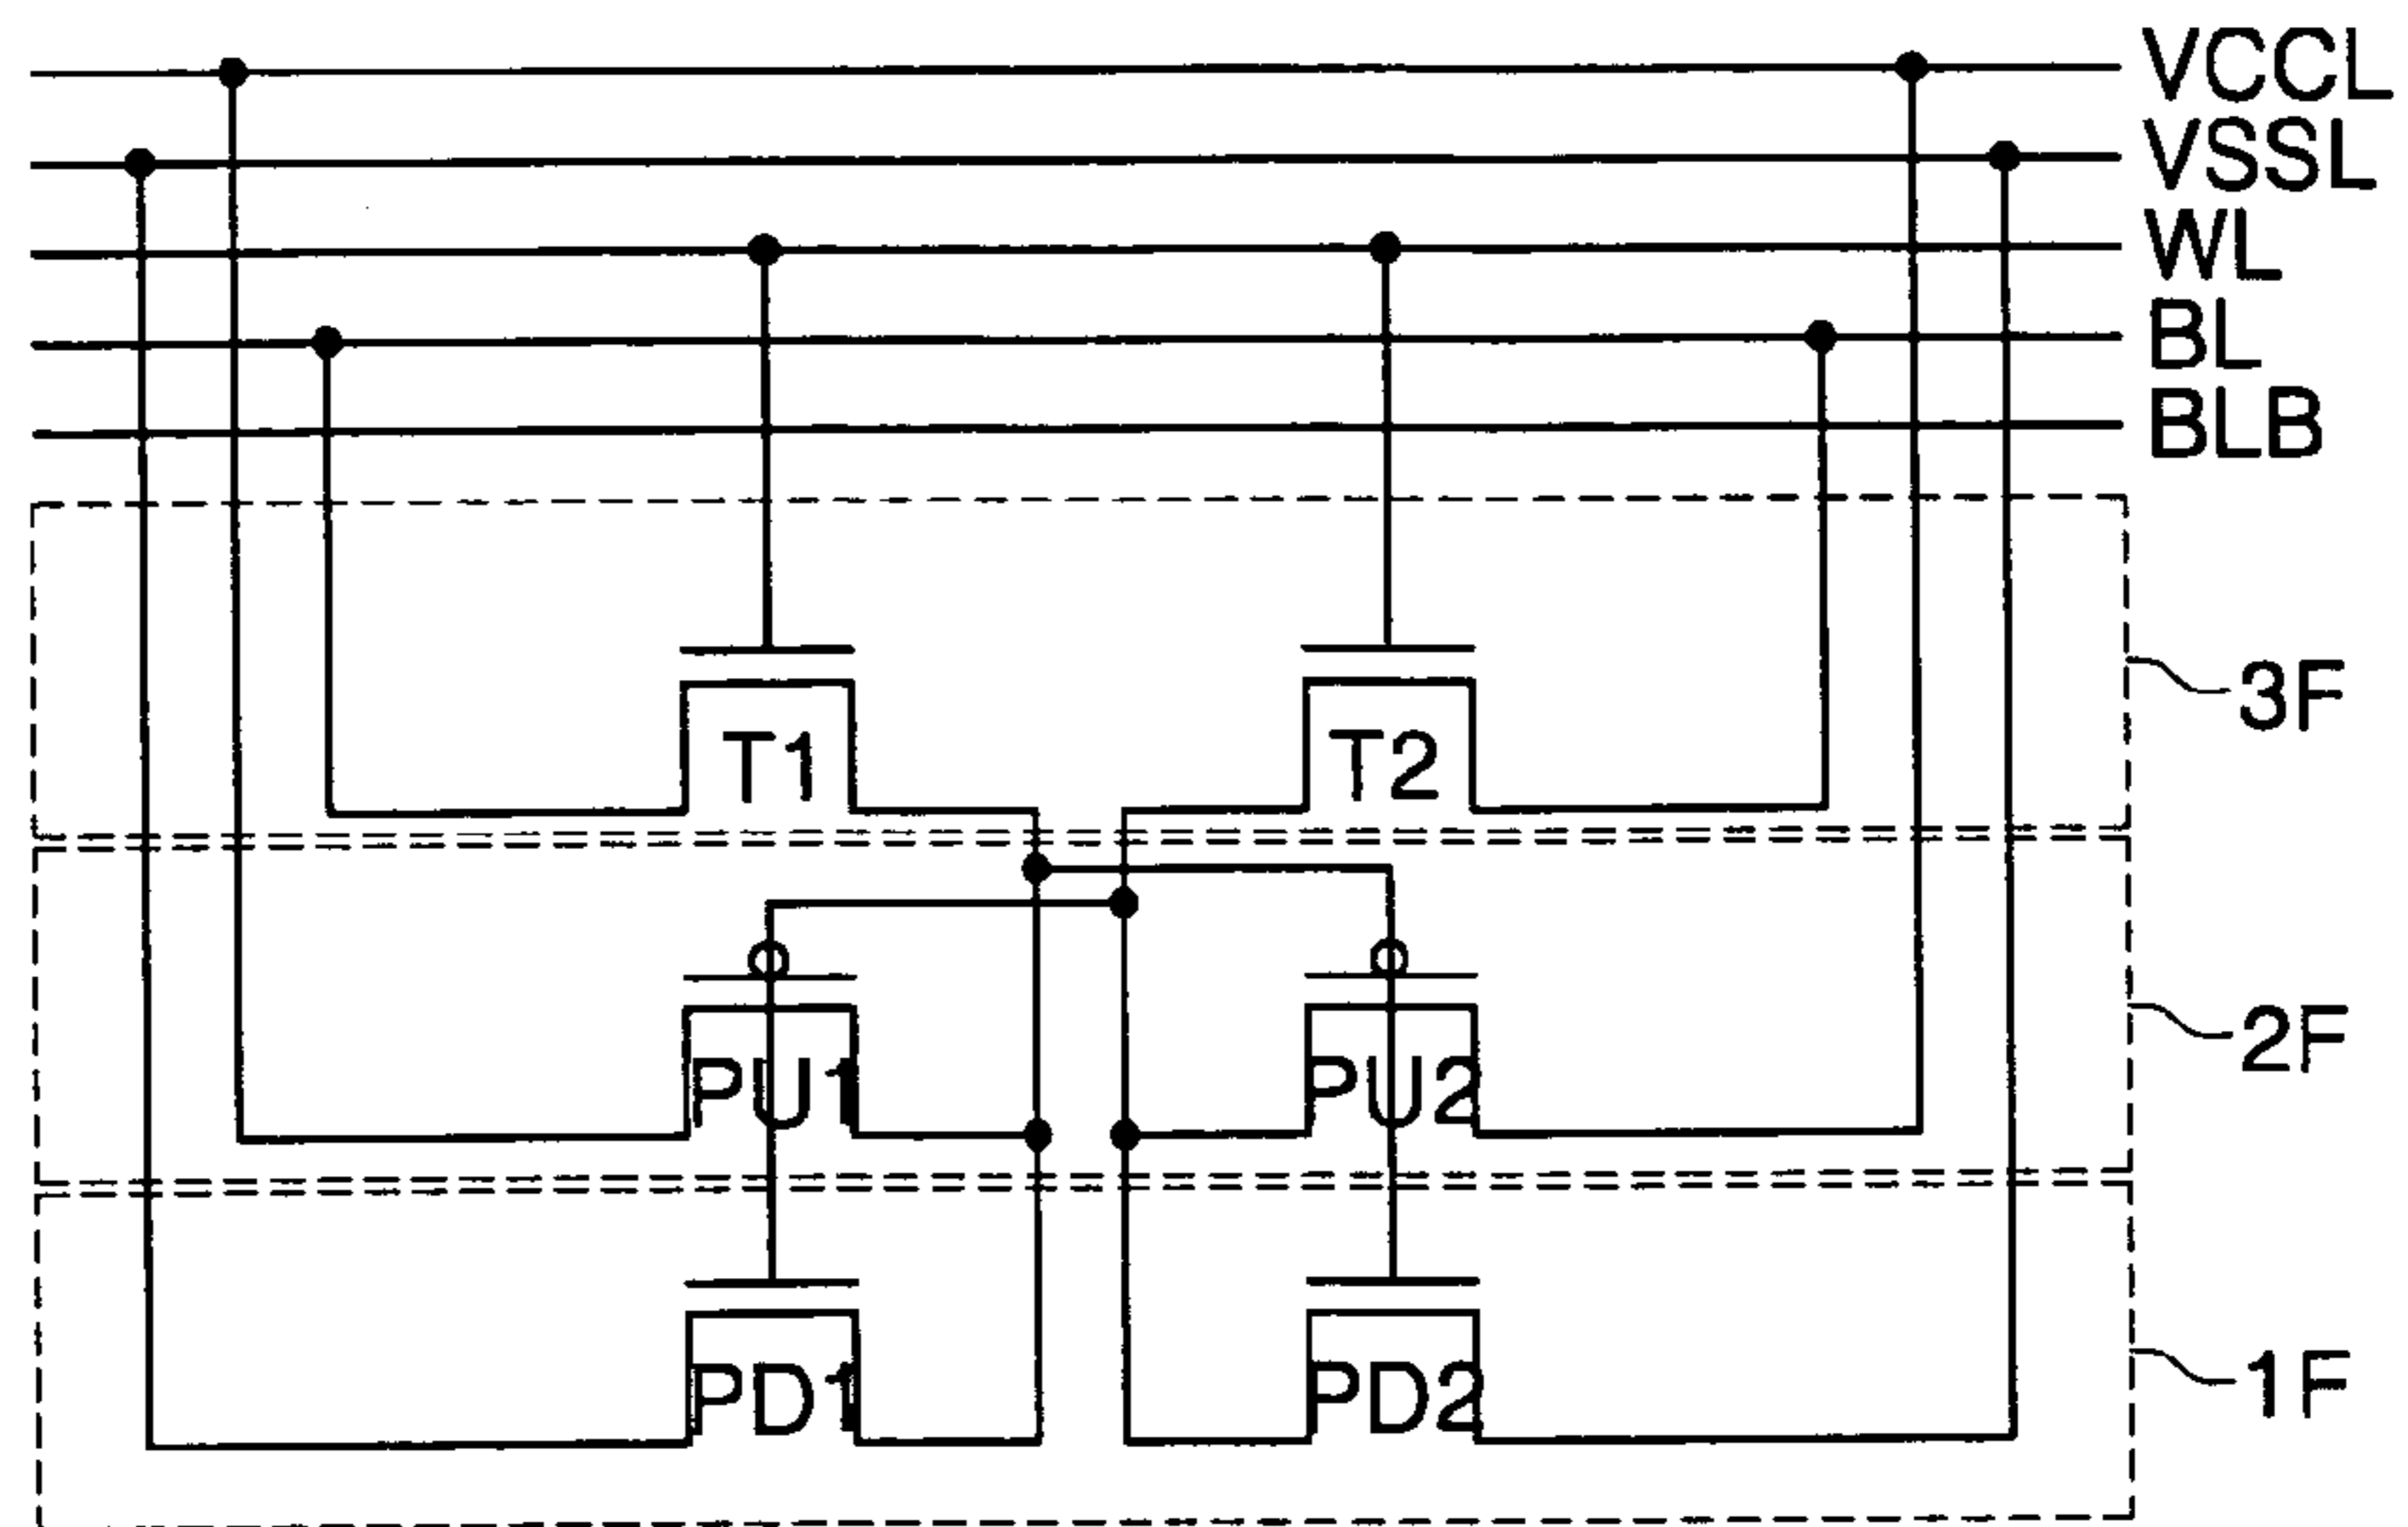 VCCL
VSSL
WL
BL
BLB
3F
T1 T2
2F
PU1 PU2
1F
PD1 PD2